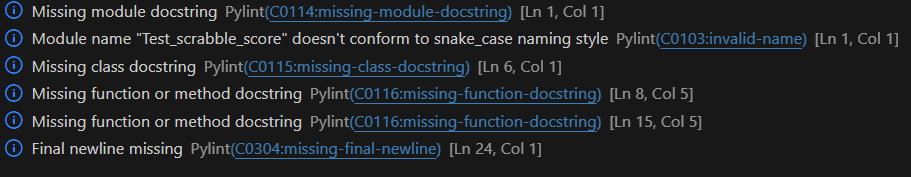 Missing module docstring Pylint(C0114:missing-module-docstring) [Ln 1, Col 1]
Module name "Test_scrabble_score" doesn't conform to snake_case naming style Pylint(C0103:invalid-name) [Ln 1, Col 1]
Missing class docstring Pylint(C0115:missing-class-docstring) [Ln 6, Col 1]
Missing function or method docstring Pylint(C0116:missing-function-docstring) [Ln 8, Col 5]
Missing function or method docstring Pylint(C0116:missing-function-docstring) [Ln 15, Col 5]
Final newline missing Pylint(C0304:missing-final-newline) [Ln 24, Col 1]